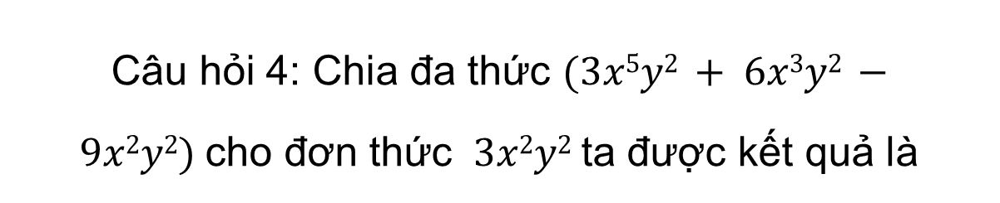 Câu hỏi 4: Chia đa thức (3x⁵y² + 6x³y² −
9x²y²) cho đơn thức 3x²y² ta được kết quả là